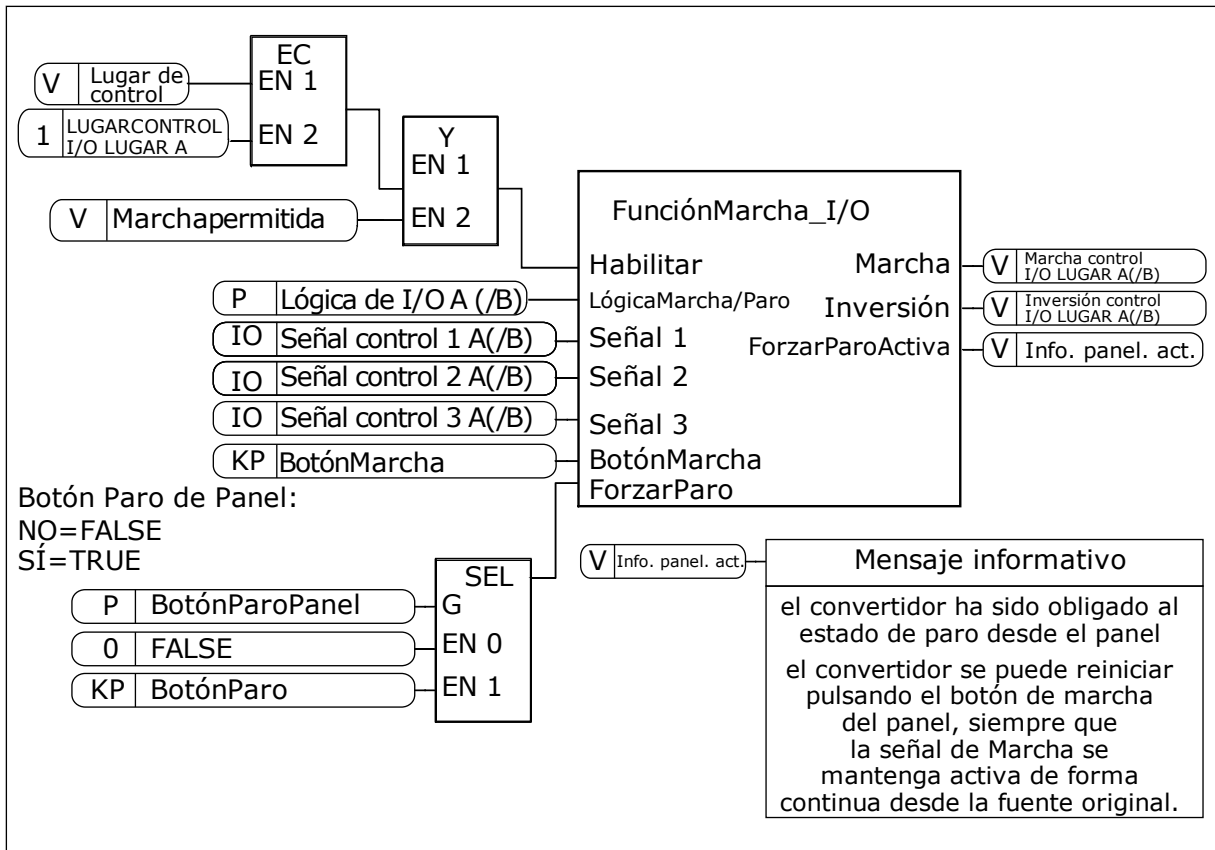 EC
EN 1
EN 2
V Lugar de
control
1 LUGARCONTROL
I/O LUGAR A
Y
EN 1
EN 2
V Marchapermitida
FunciónMarcha_I/O
Habilitar
LógicaMarcha/Paro
Señal 1
Señal 2
Señal 3
BotónMarcha
ForzarParo
Marcha
Inversión
ForzarParoActiva
V Marcha control
I/O LUGAR A(/B)
V Inversión control
I/O LUGAR A(/B)
V Info. panel. act.
P Lógica de I/O A (/B)
IO Señal control 1 A(/B)
IO Señal control 2 A(/B)
IO Señal control 3 A(/B)
KP BotónMarcha
Botón Paro de Panel:
NO=FALSE
SÍ=TRUE
SEL
G
EN 0
EN 1
P BotónParoPanel
0 FALSE
KP BotónParo
V Info. panel. act.
Mensaje informativo
el convertidor ha sido obligado al
estado de paro desde el panel
el convertidor se puede reiniciar
pulsando el botón de marcha
del panel, siempre que
la señal de Marcha se
mantenga activa de forma
continua desde la fuente original.